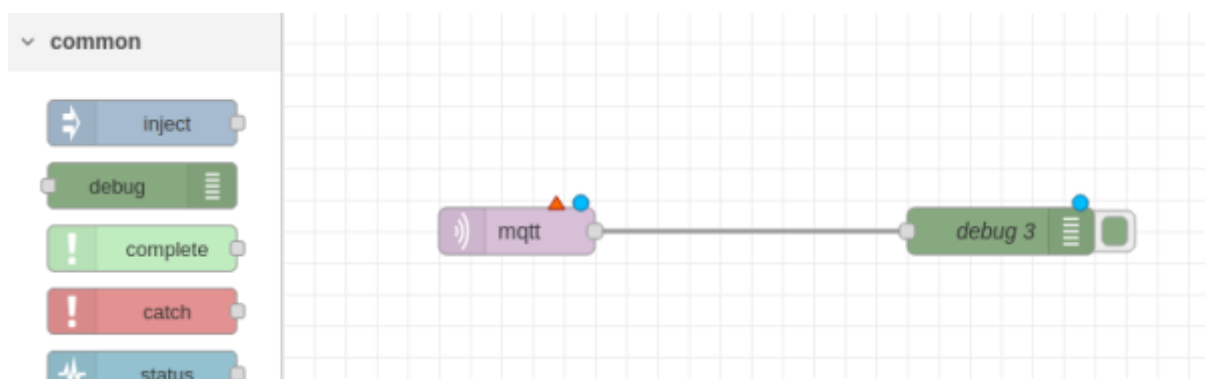 common
inject
debug
complete
catch
status
mqtt
debug 3